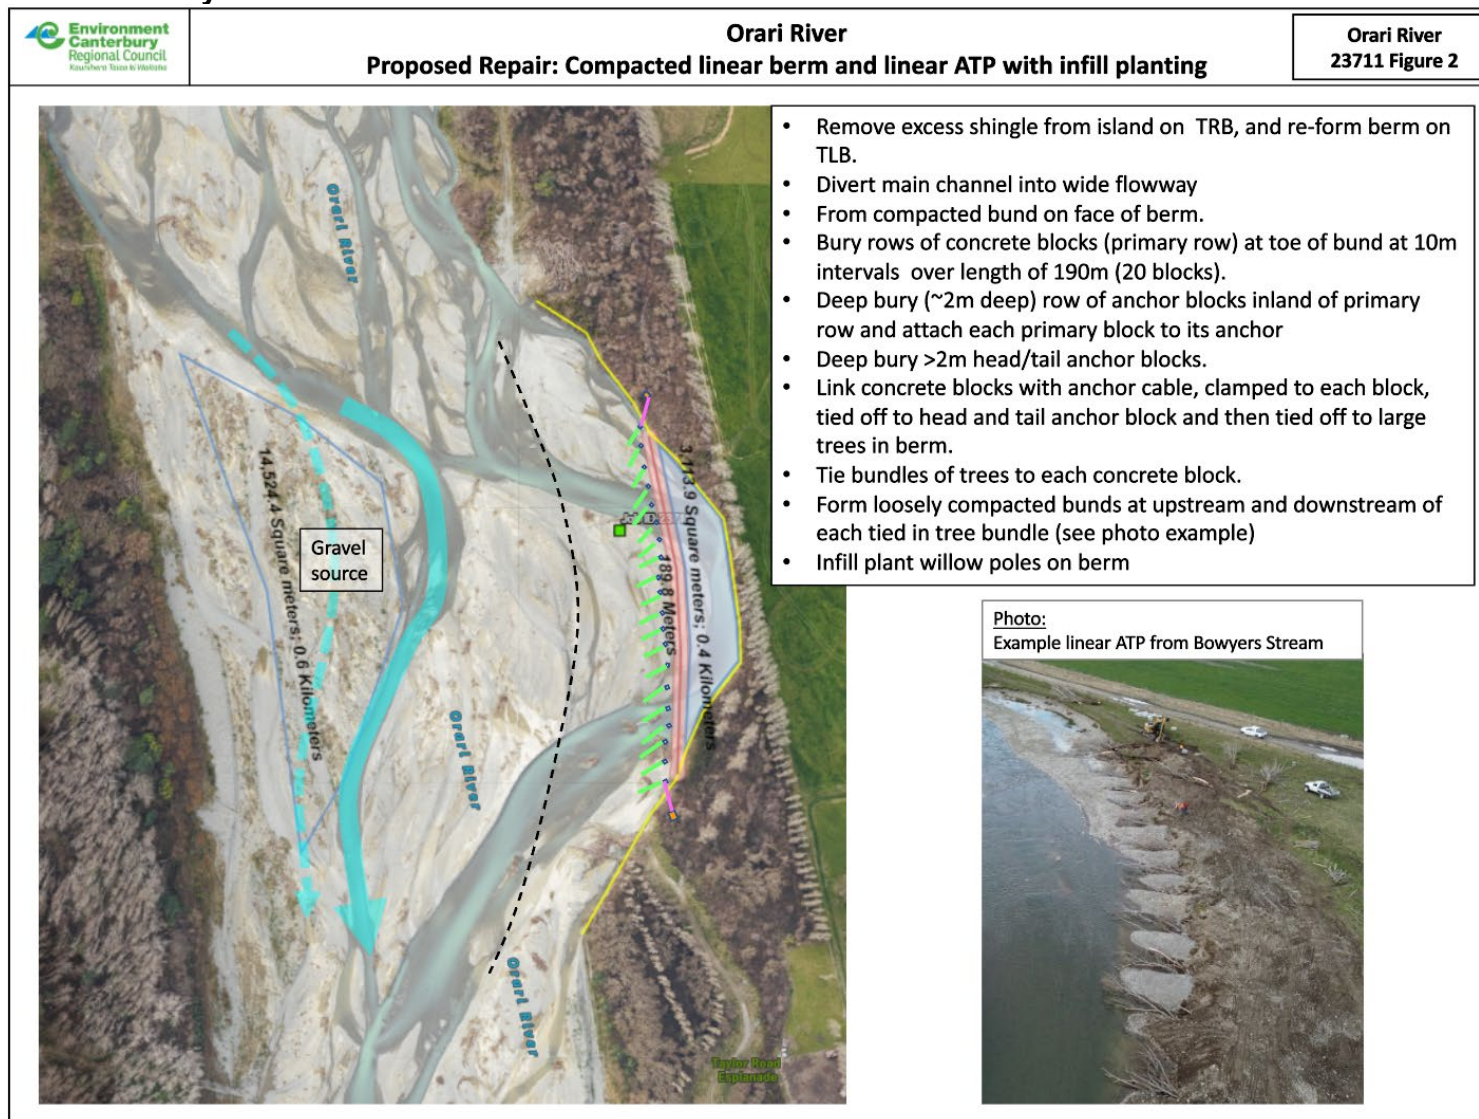 Environment
Canterbury
Regional Council
Kaunihera Taiao ki Waitaha
Orari River
Proposed Repair: Compacted linear berm and linear ATP with infill planting
Orari River
23711 Figure 2
• Remove excess shingle from island on TRB, and re-form berm on
TLB.
• Divert main channel into wide flowway
• From compacted bund on face of berm.
• Bury rows of concrete blocks (primary row) at toe of bund at 10m
intervals over length of 190m (20 blocks).
• Deep bury (~2m deep) row of anchor blocks inland of primary
row and attach each primary block to its anchor
• Deep bury >2m head/tail anchor blocks.
• Link concrete blocks with anchor cable, clamped to each block,
tied off to head and tail anchor block and then tied off to large
trees in berm.
• Tie bundles of trees to each concrete block.
• Form loosely compacted bunds at upstream and downstream of
each tied in tree bundle (see photo example)
• Infill plant willow poles on berm
Orari River
14,524.4 Square meters; 0.6 Kilometers
Gravel
source
3,113.9 Square meters; 0.4 Kilometers
189.8 Meters
Orari River
Orari River
Taylor Road
Esplanade
Photo:
Example linear ATP from Bowyers Stream